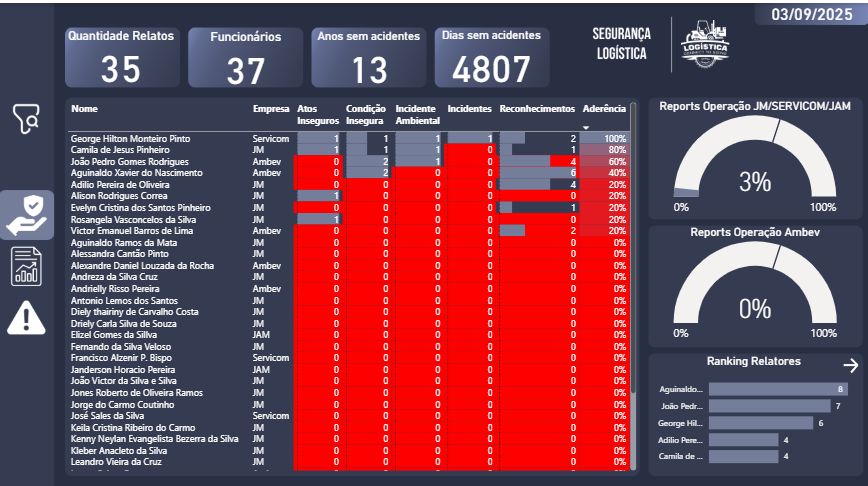 03/09/2025
Quantidade Relatos
35
Funcionários
37
Anos sem acidentes
13
Dias sem acidentes
4807
SEGURANÇA
LOGÍSTICA
LOGÍSTICA
Nome Empresa Atos Inseguros Condição Insegura Incidente Ambiental Incidentes Reconhecimentos Aderência
George Hilton Monteiro Pinto Servicom 1 1 1 1 2 100%
Camila de Jesus Pinheiro JM 1 1 1 0 1 80%
João Pedro Gomes Rodrigues Ambev 0 2 1 0 4 60%
Aguinaldo Xavier do Nascimento Ambev 0 2 0 0 6 40%
Adilio Pereira de Oliveira JM 0 0 0 0 4 20%
Alison Rodrigues Correa JM 1 0 0 0 0 20%
Evelyn Cristina dos Santos Pinheiro JM 0 0 0 0 1 20%
Rosangela Vasconcelos da Silva JM 1 0 0 0 0 20%
Victor Emanuel Barros de Lima Ambev 0 0 0 0 2 20%
Aguinaldo Ramos da Mata JM 0 0 0 0 0 0%
Alessandra Cantão Pinto JM 0 0 0 0 0 0%
Alexandre Daniel Louzada da Rocha Ambev 0 0 0 0 0 0%
Andreza da Silva Cruz JM 0 0 0 0 0 0%
Andrielly Risso Pereira Ambev 0 0 0 0 0 0%
Antonio Lemos dos Santos JM 0 0 0 0 0 0%
Diely thairiny de Carvalho Costa JM 0 0 0 0 0 0%
Driely Carla Silva de Souza JM 0 0 0 0 0 0%
Elizel Gomes da Sillva JAM 0 0 0 0 0 0%
Fernando da Silva Veloso JM 0 0 0 0 0 0%
Francisco Alzenir P. Bispo Servicom 0 0 0 0 0 0%
Janderson Horacio Pereira JAM 0 0 0 0 0 0%
João Victor da Silva e Silva JM 0 0 0 0 0 0%
Jones Roberto de Oliveira Ramos JM 0 0 0 0 0 0%
Jorge do Carmo Coutinho JM 0 0 0 0 0 0%
José Sales da Silva Servicom 0 0 0 0 0 0%
Keila Cristina Ribeiro do Carmo JM 0 0 0 0 0 0%
Kenny Neylan Evangelista Bezerra da Silva JM 0 0 0 0 0 0%
Kleber Anacleto da Silva JM 0 0 0 0 0 0%
Leandro Vieira da Cruz JM 0 0 0 0 0 0%
Reports Operação JM/SERVICOM/JAM
3%
0% 100%
Reports Operação Ambev
0%
0% 100%
Ranking Relatores
Aguinaldo... 8
João Pedr... 7
George Hil... 6
Adilio Pere... 4
Camila de ... 4